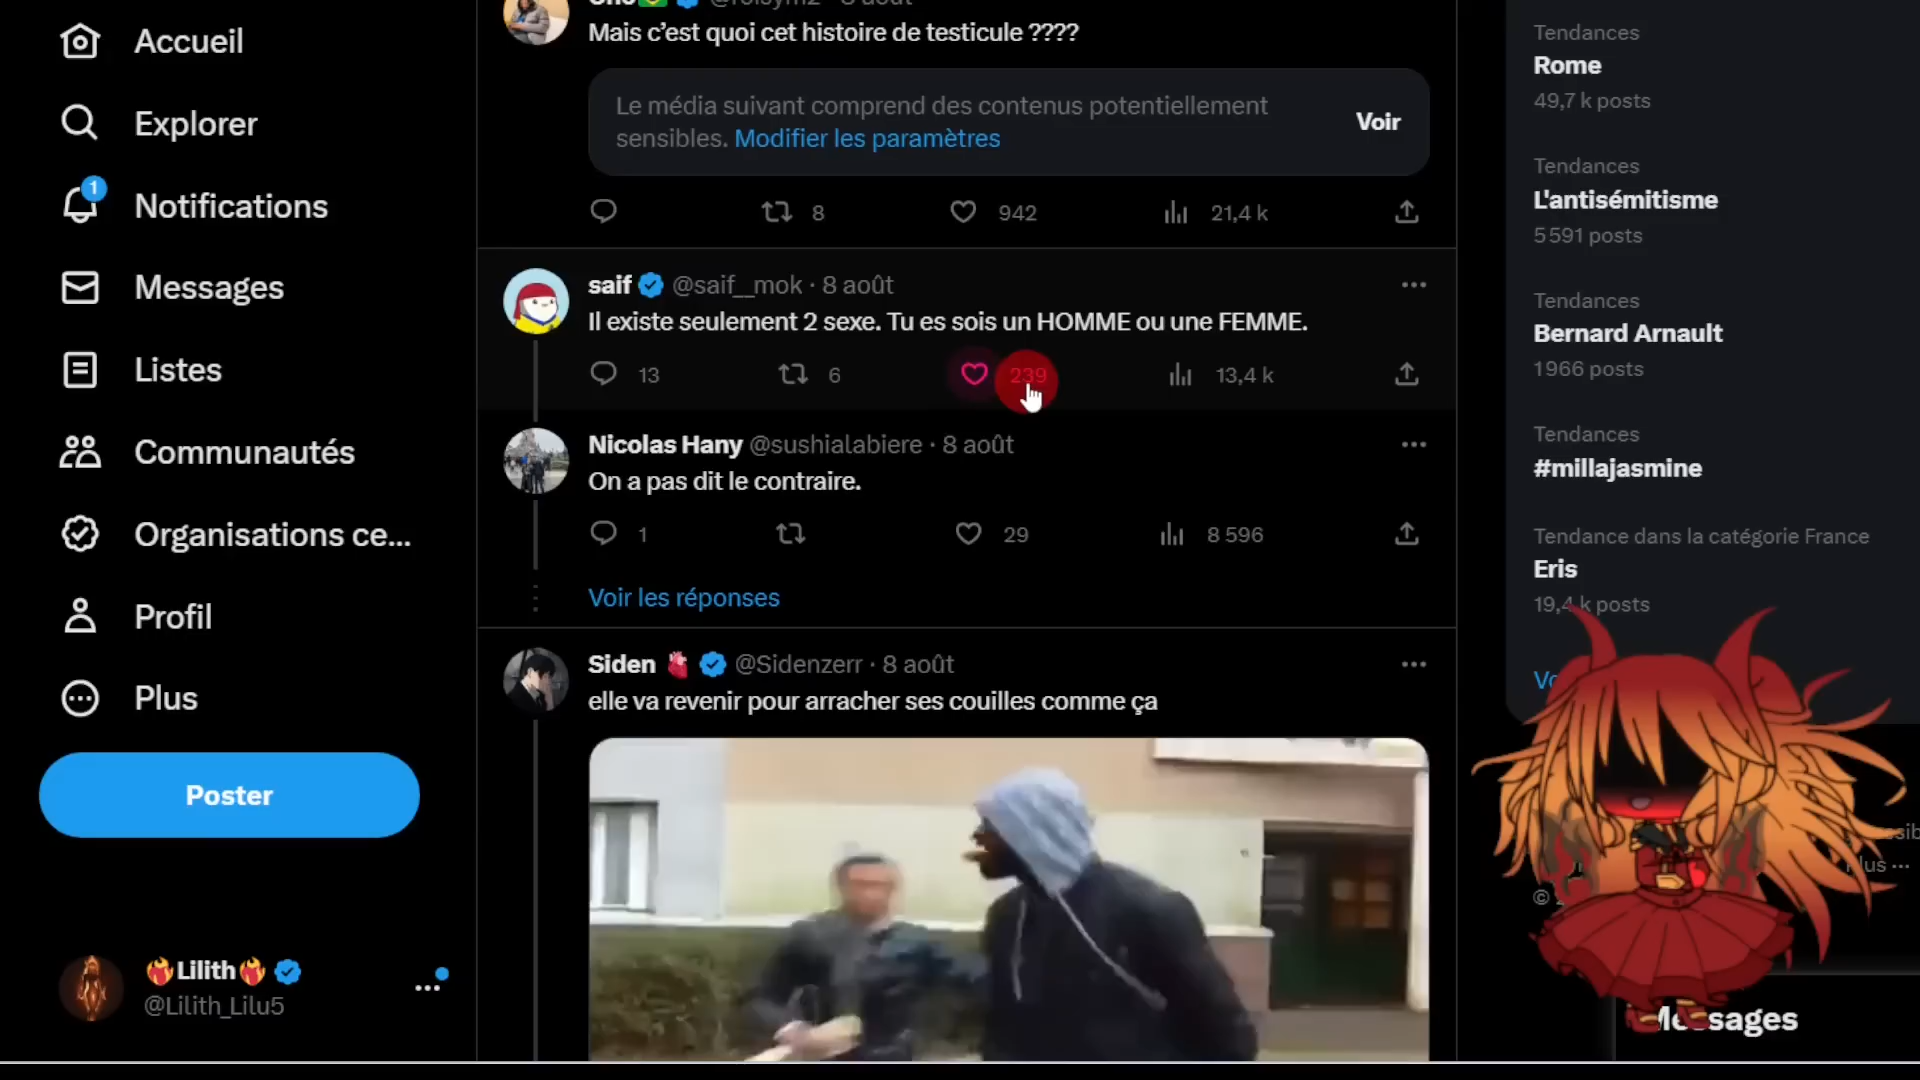 Accueil
Explorer
1
Notifications
Messages
Listes
Communautés
Organisations ce...
Profil
Plus
Poster
Lilith
@Lilith_Lilu5
Mais c’est quoi cet histoire de testicule ????
Le média suivant comprend des contenus potentiellement
sensibles. Modifier les paramètres
Voir
8 942 21,4 k
saif @saif__mok · 8 août
Il existe seulement 2 sexe. Tu es sois un HOMME ou une FEMME.
13 6 239 13,4 k
Nicolas Hany @sushialabiere · 8 août
On a pas dit le contraire.
1 29 8 596
Voir les réponses
Siden @Sidenzerr · 8 août
elle va revenir pour arracher ses couilles comme ça
Tendances
Rome
49,7 k posts
Tendances
L'antisémitisme
5 591 posts
Tendances
Bernard Arnault
1 966 posts
Tendances
#millajasmine
Tendance dans la catégorie France
Eris
19,4 k posts
©